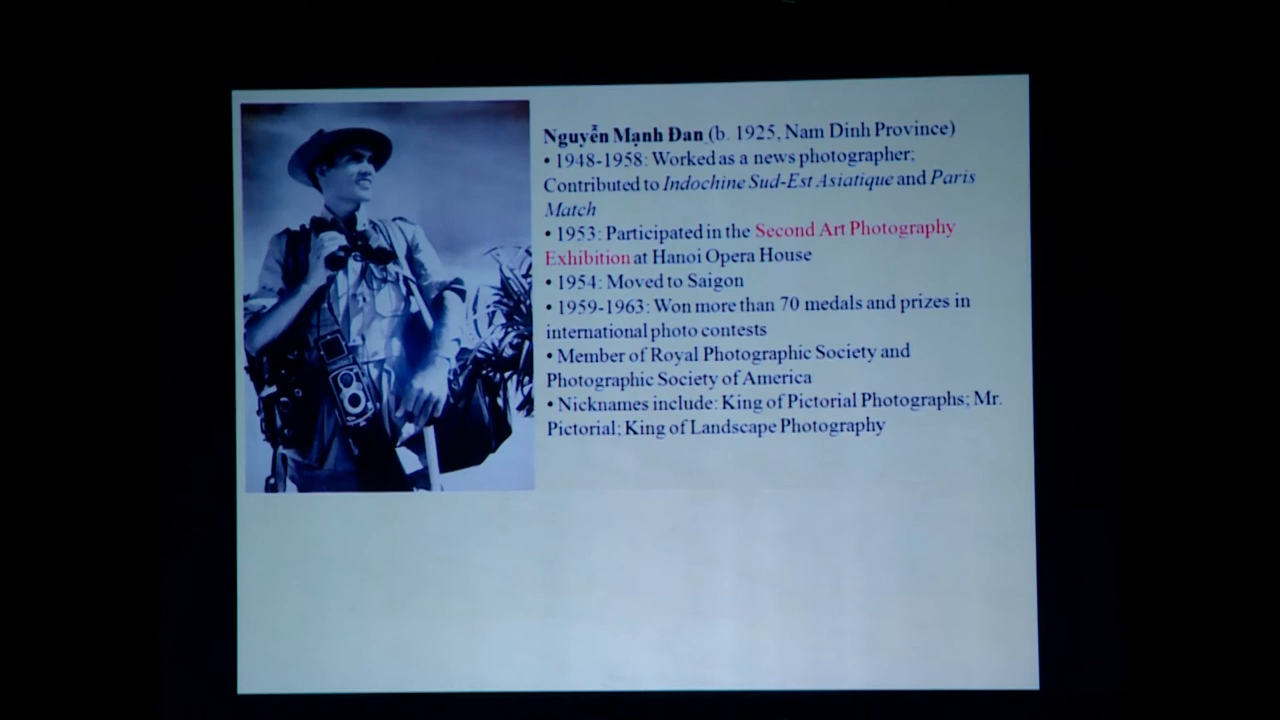 Nguyễn Mạnh Đan (b. 1925, Nam Dinh Province)
• 1948-1958: Worked as a news photographer;
Contributed to Indochine Sud-Est Asiatique and Paris
Match
• 1953: Participated in the Second Art Photography
Exhibition at Hanoi Opera House
• 1954: Moved to Saigon
• 1959-1963: Won more than 70 medals and prizes in
international photo contests
• Member of Royal Photographic Society and
Photographic Society of America
• Nicknames include: King of Pictorial Photographs; Mr.
Pictorial; King of Landscape Photography